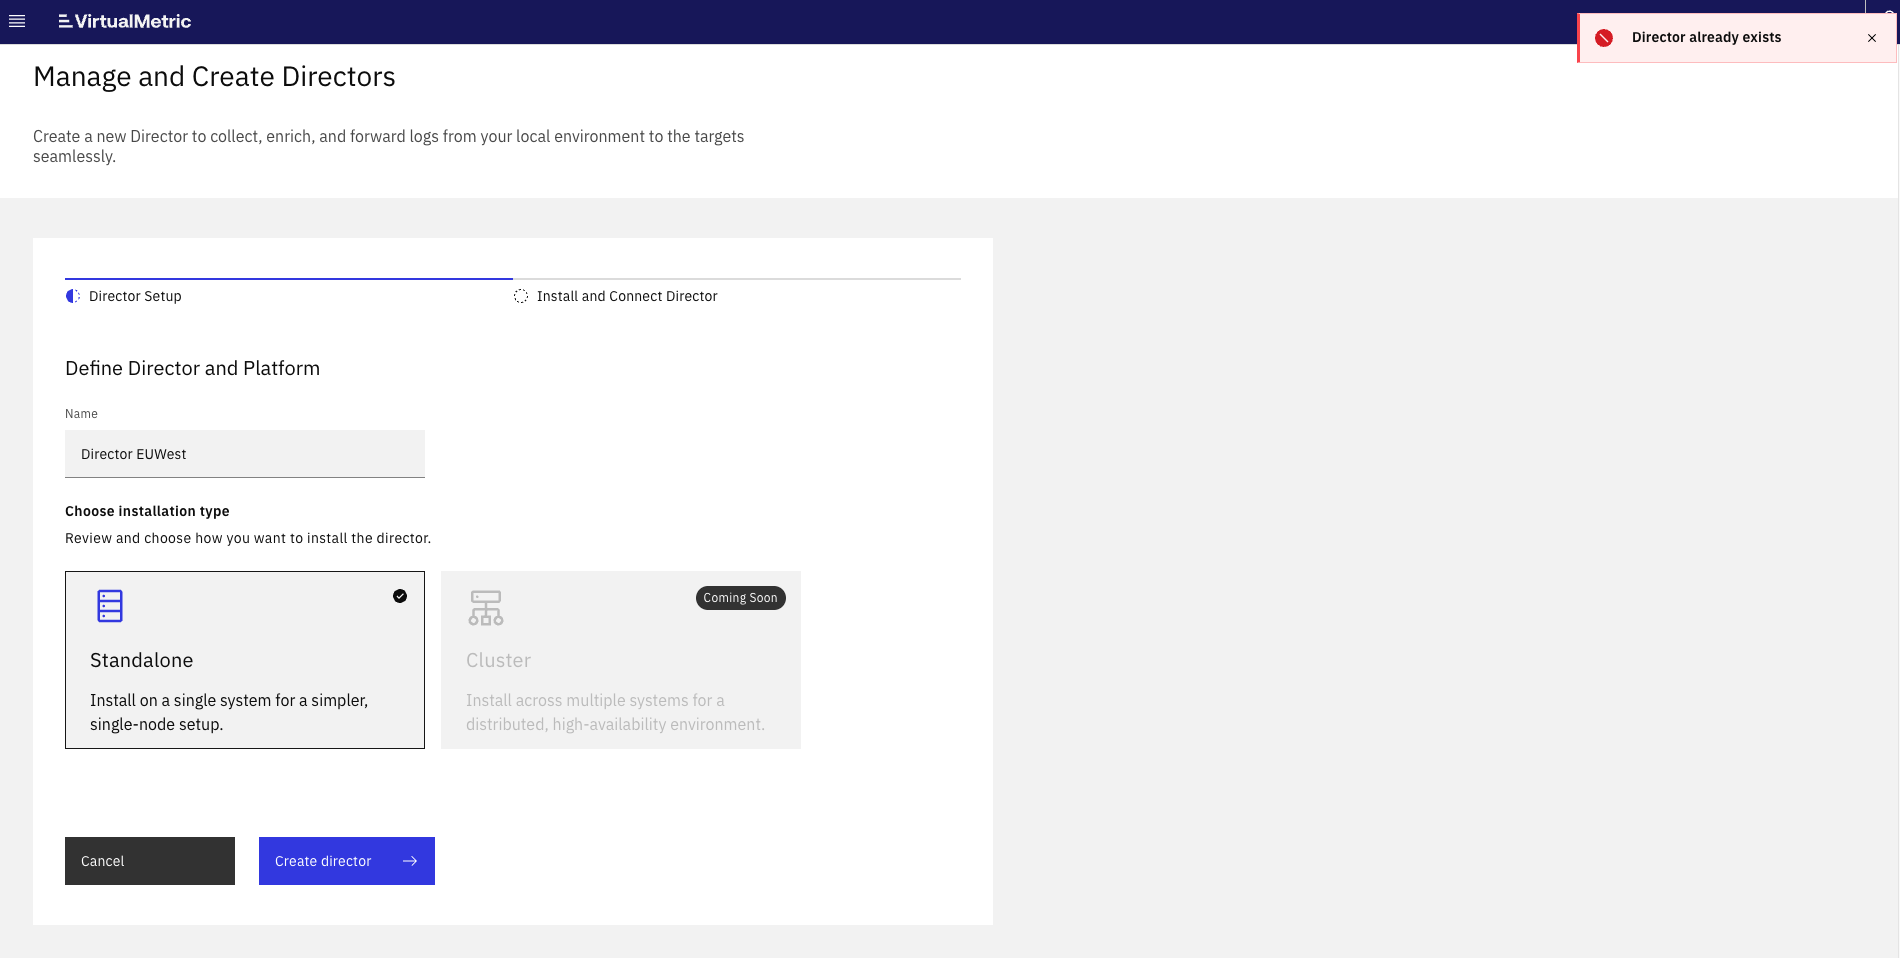 VirtualMetric
Director already exists
Manage and Create Directors
Create a new Director to collect, enrich, and forward logs from your local environment to the targets
seamlessly.
Director Setup
Install and Connect Director
Define Director and Platform
Name
Director EUWest
Choose installation type
Review and choose how you want to install the director.
Standalone
Install on a single system for a simpler,
single-node setup.
Coming Soon
Cluster
Install across multiple systems for a
distributed, high-availability environment.
Cancel
Create director